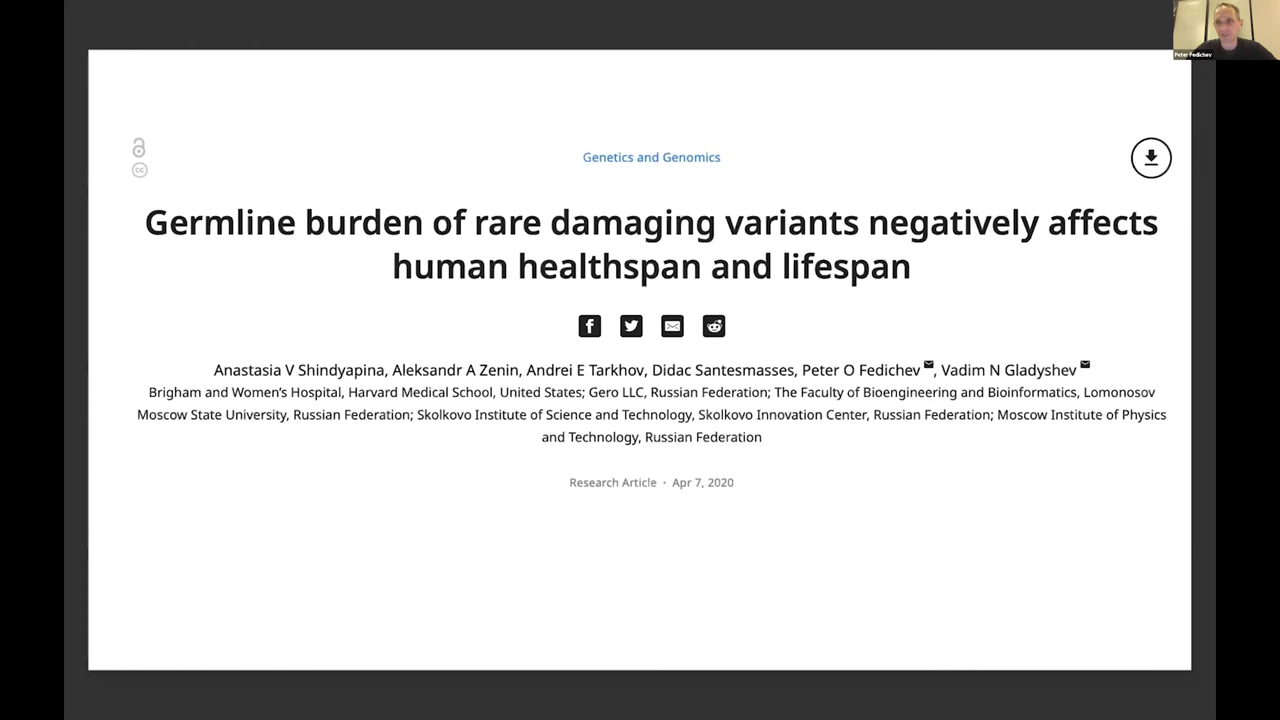 Peter Fedichev
Genetics and Genomics
Germline burden of rare damaging variants negatively affects
human healthspan and lifespan
Anastasia V Shindyapina, Aleksandr A Zenin, Andrei E Tarkhov, Didac Santesmasses, Peter O Fedichev, Vadim N Gladyshev
Brigham and Women's Hospital, Harvard Medical School, United States; Gero LLC, Russian Federation; The Faculty of Bioengineering and Bioinformatics, Lomonosov
Moscow State University, Russian Federation; Skolkovo Institute of Science and Technology, Skolkovo Innovation Center, Russian Federation; Moscow Institute of Physics
and Technology, Russian Federation
Research Article · Apr 7, 2020